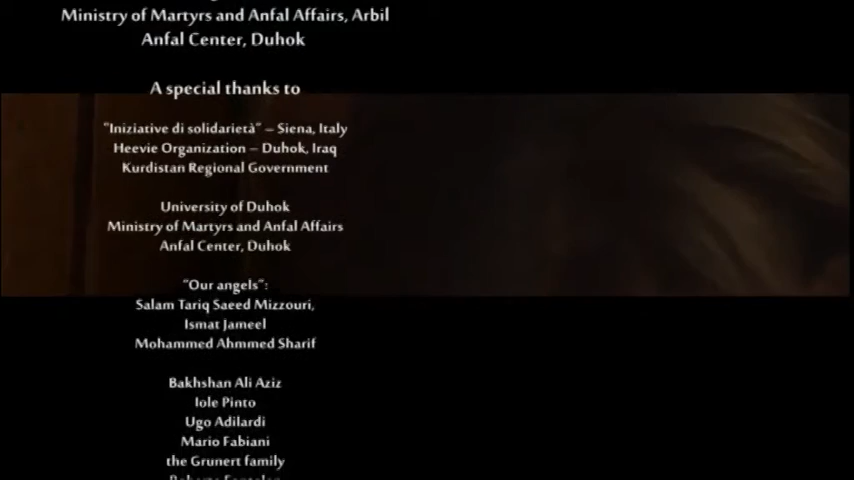 Ministry of Martyrs and Anfal Affairs, Arbil
Anfal Center, Duhok
A special thanks to
"Iniziative di solidarietà" – Siena, Italy
Heevie Organization – Duhok, Iraq
Kurdistan Regional Government
University of Duhok
Ministry of Martyrs and Anfal Affairs
Anfal Center, Duhok
"Our angels":
Salam Tariq Saeed Mizzouri,
Ismat Jameel
Mohammed Ahmmed Sharif
Bakhshan Ali Aziz
Iole Pinto
Ugo Adilardi
Mario Fabiani
the Grunert family